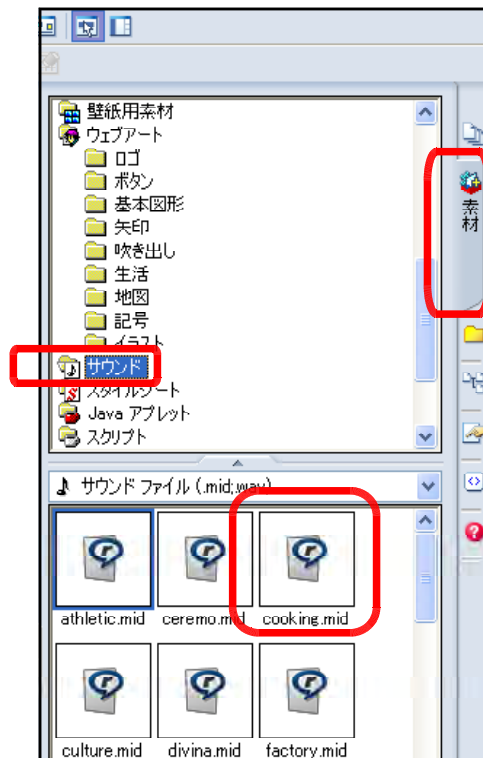 壁紙用素材
ウェブアート
ロゴ
ボタン
基本図形
矢印
吹き出し
生活
地図
記号
イラスト
サウンド
スタイルシート
Java アプレット
スクリプト
素材
サウンド ファイル (.mid;.wav)
athletic.mid ceremo.mid cooking.mid
culture.mid divina.mid factory.mid